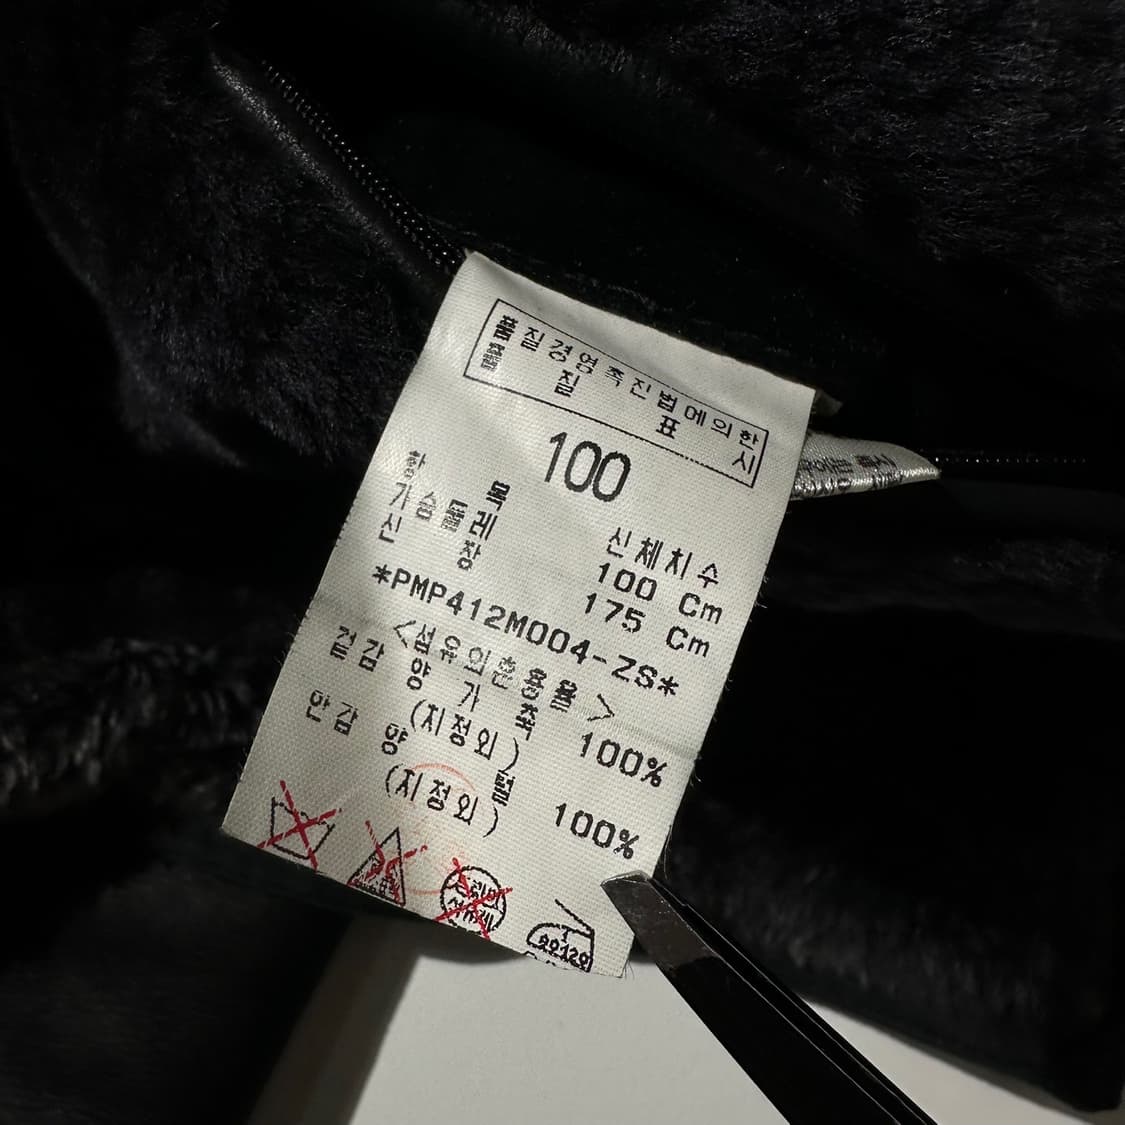 품질경영촉진법에의한
품 질 표 시
100
항 목 신체치수
가슴둘레 100 Cm
신 장 175 Cm
*PMP412M004-ZS*
<섬유의혼용율>
겉감 양 가 죽 100%
(지정외)
안감 양 털 100%
(지정외)